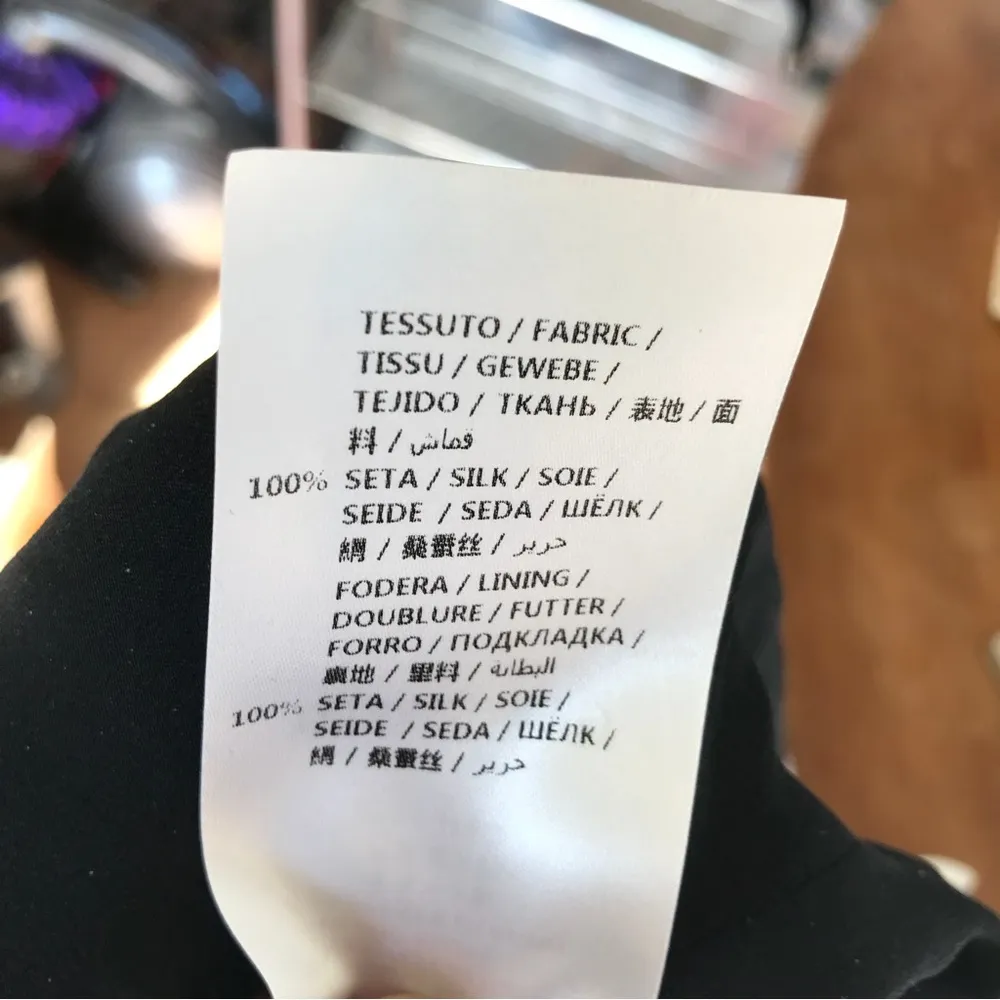 TESSUTO / FABRIC /
TISSU / GEWEBE /
TEJIDO / ТКАНЬ / 表地 / 面
料 / قماش
100% SETA / SILK / SOIE /
SEIDE / SEDA / ШЁЛК /
絹 / 桑蚕丝 / حرير
FODERA / LINING /
DOUBLURE / FUTTER /
FORRO / ПОДКЛАДКА /
裏地 / 里料 / البطانة
100% SETA / SILK / SOIE /
SEIDE / SEDA / ШЁЛК /
絹 / 桑蚕丝 / حرير